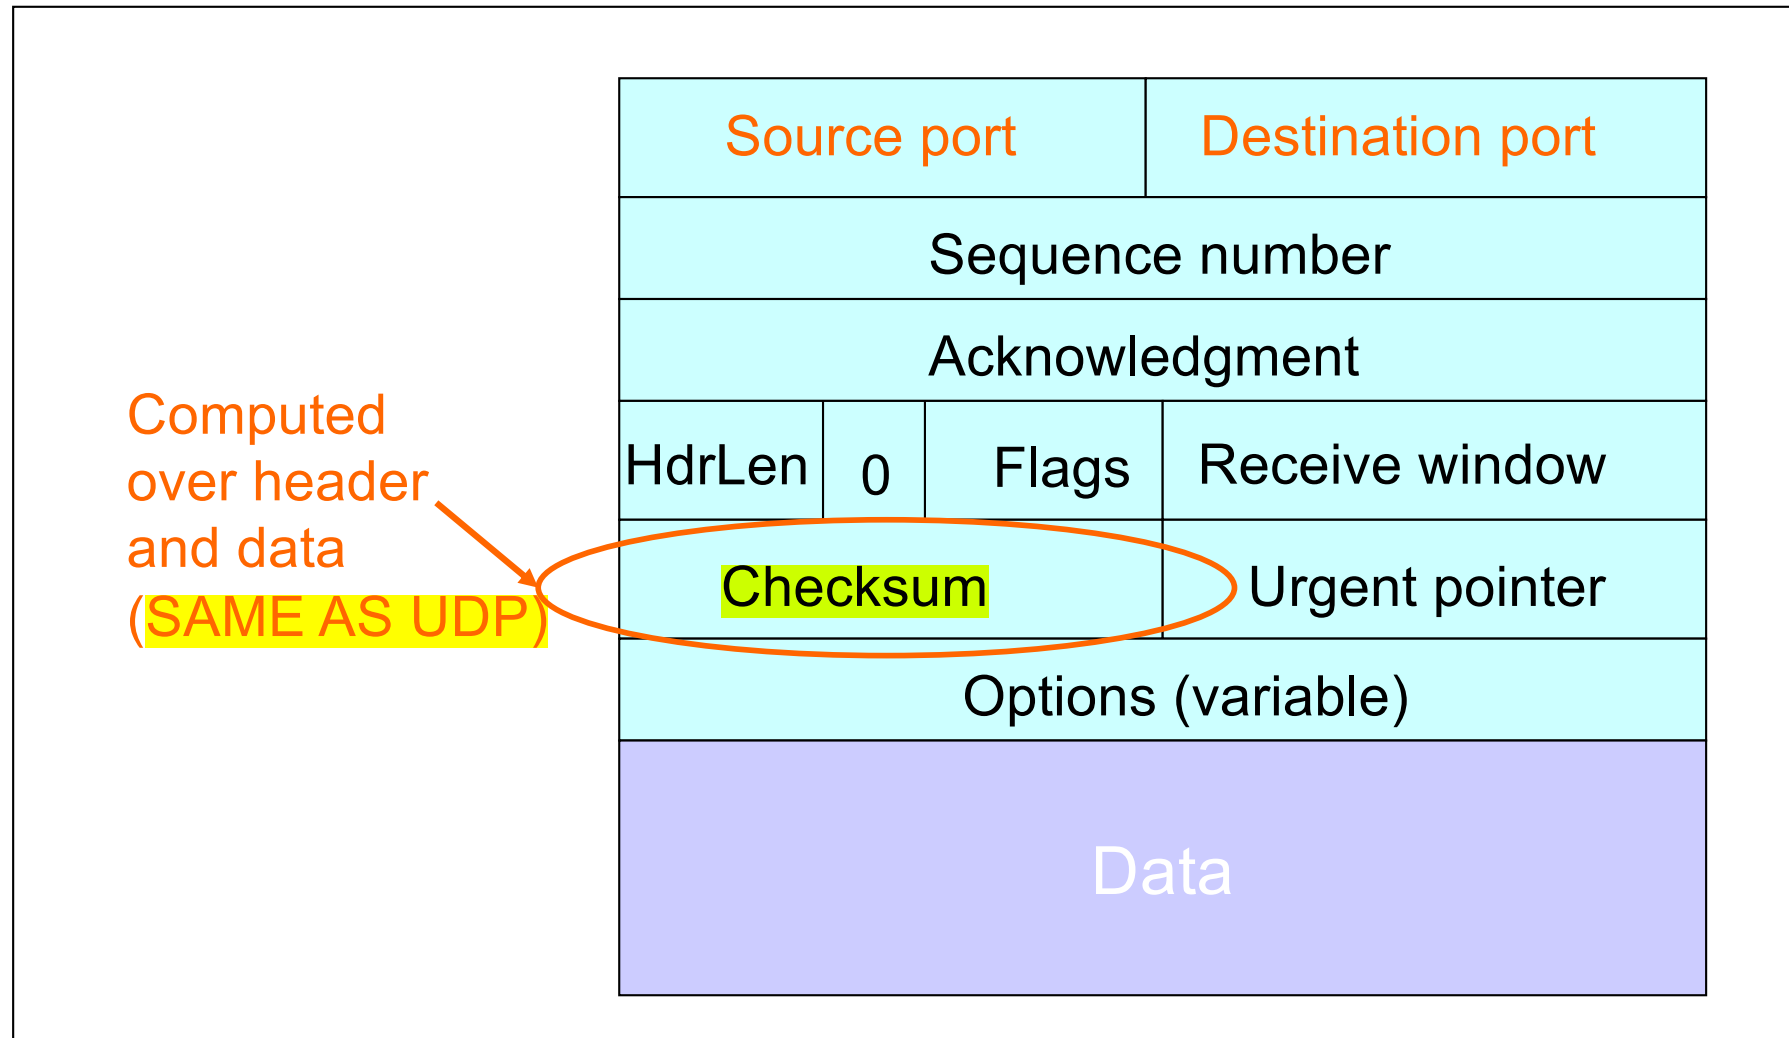 Source port
Destination port
Sequence number
Acknowledgment
Computed
over header
and data
(SAME AS UDP)
HdrLen
0
Flags
Receive window
Checksum
Urgent pointer
Options (variable)
Data